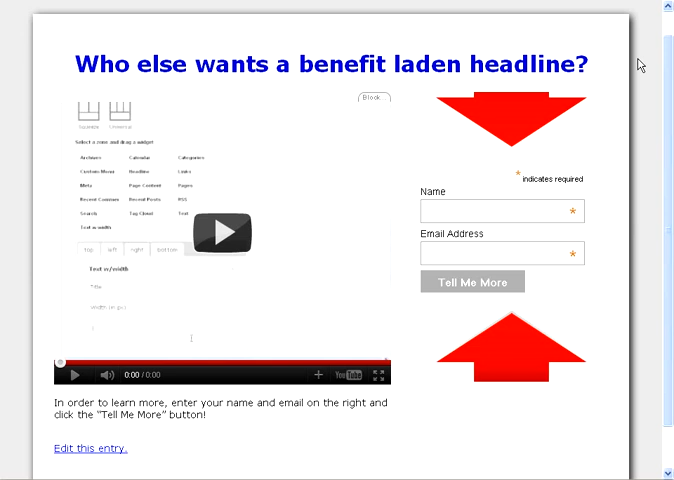 Who else wants a benefit laden headline?
Block
Select a zone and drag a widget
Archives Calendar Categories
Custom Menu Headline Links
Meta Page Content Pages
Recent Comments Recent Posts RSS
Search Tag Cloud Text
Text w/width
top left right bottom
Text w/width
Title:
Width (in px)
* indicates required
Name
*
Email Address
*
Tell Me More
0:00 / 0:00
YouTube
In order to learn more, enter your name and email on the right and
click the "Tell Me More" button!
Edit this entry.